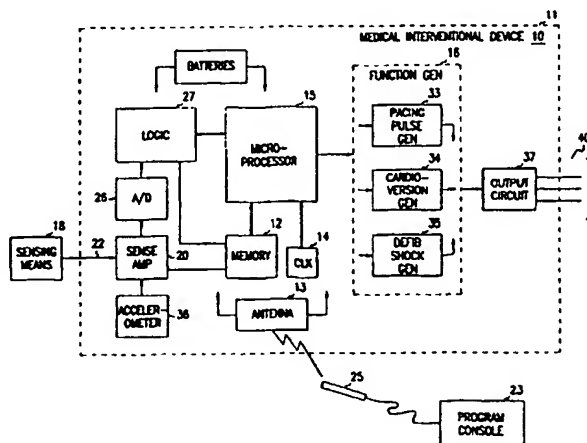 11
MEDICAL INTERVENTIONAL DEVICE 10
BATTERIES
16
27
15
FUNCTION GEN
33
LOGIC
MICRO-
PROCESSOR
PACING
PULSE
GEN
40
34
37
26
A/D
CARDIO-
VERSION GEN
OUTPUT
CIRCUIT
18
12
14
35
SENSING
MEANS
22
SENSE
AMP
20
MEMORY
CLK
DEFIB
SHOCK
GEN
13
ACCELER-
OMETER
36
ANTENNA
25
23
PROGRAM
CONSOLE